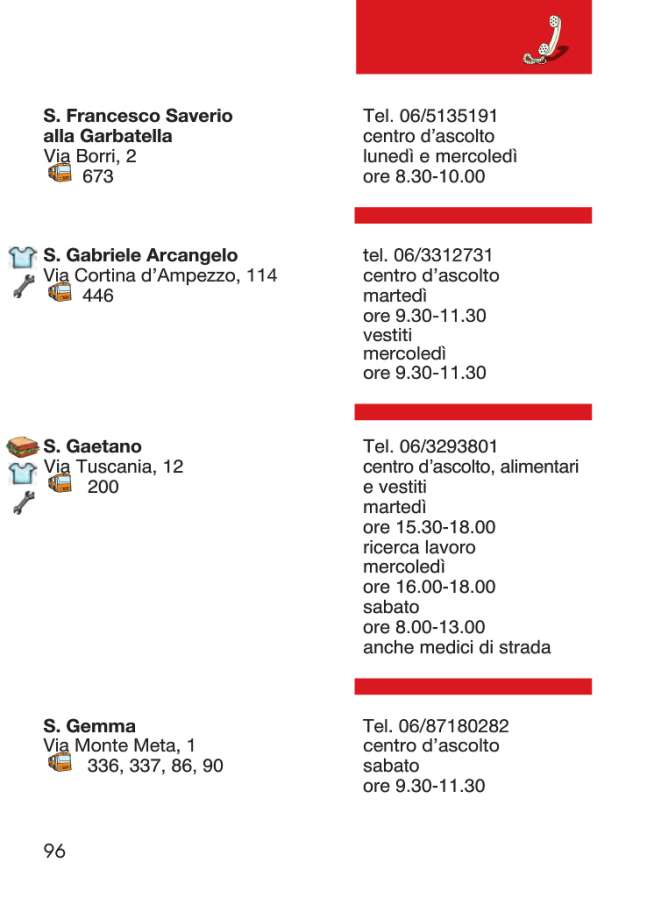 S. Francesco Saverio
alla Garbatella
Via Borri, 2
673
Tel. 06/5135191
centro d'ascolto
lunedì e mercoledì
ore 8.30-10.00
S. Gabriele Arcangelo
Via Cortina d'Ampezzo, 114
446
tel. 06/3312731
centro d'ascolto
martedì
ore 9.30-11.30
vestiti
mercoledì
ore 9.30-11.30
S. Gaetano
Via Tuscania, 12
200
Tel. 06/3293801
centro d'ascolto, alimentari
e vestiti
martedì
ore 15.30-18.00
ricerca lavoro
mercoledì
ore 16.00-18.00
sabato
ore 8.00-13.00
anche medici di strada
S. Gemma
Via Monte Meta, 1
336, 337, 86, 90
Tel. 06/87180282
centro d'ascolto
sabato
ore 9.30-11.30
96